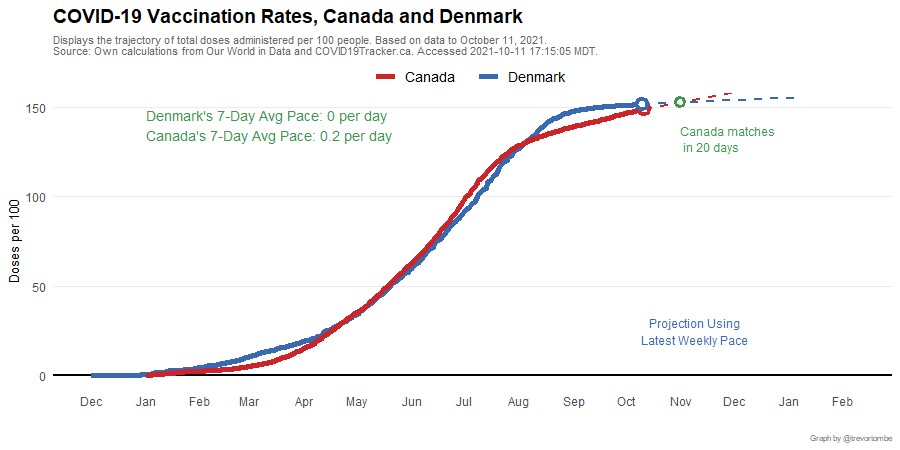 COVID-19 Vaccination Rates, Canada and Denmark
Displays the trajectory of total doses administered per 100 people. Based on data to October 11, 2021.
Source: Own calculations from Our World in Data and COVID19Tracker.ca. Accessed 2021-10-11 17:15:05 MDT.
Canada Denmark
Denmark's 7-Day Avg Pace: 0 per day
Canada's 7-Day Avg Pace: 0.2 per day
Canada matches
in 20 days
Projection Using
Latest Weekly Pace
Doses per 100
150
100
50
0
Dec Jan Feb Mar Apr May Jun Jul Aug Sep Oct Nov Dec Jan Feb
Graph by @trevortombe